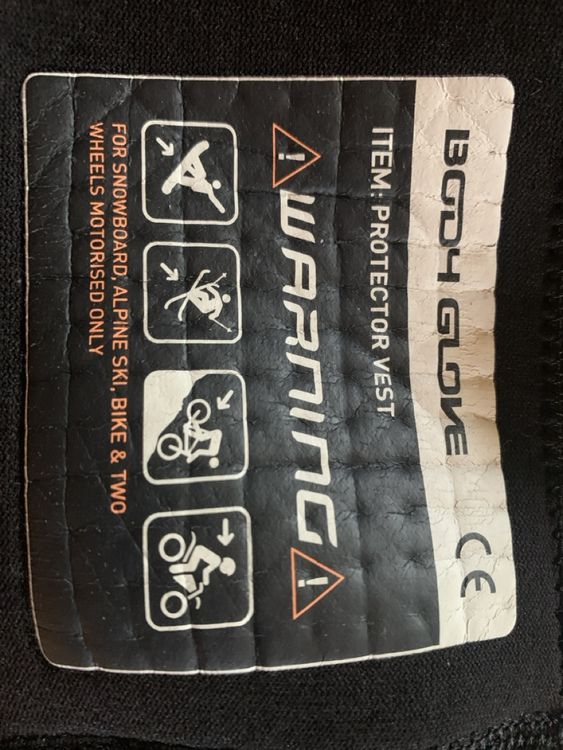 BODY GLOVE CE
ITEM: PROTECTOR VEST
! WARNING !
FOR SNOWBOARD, ALPINE SKI, BIKE & TWO
WHEELS MOTORISED ONLY